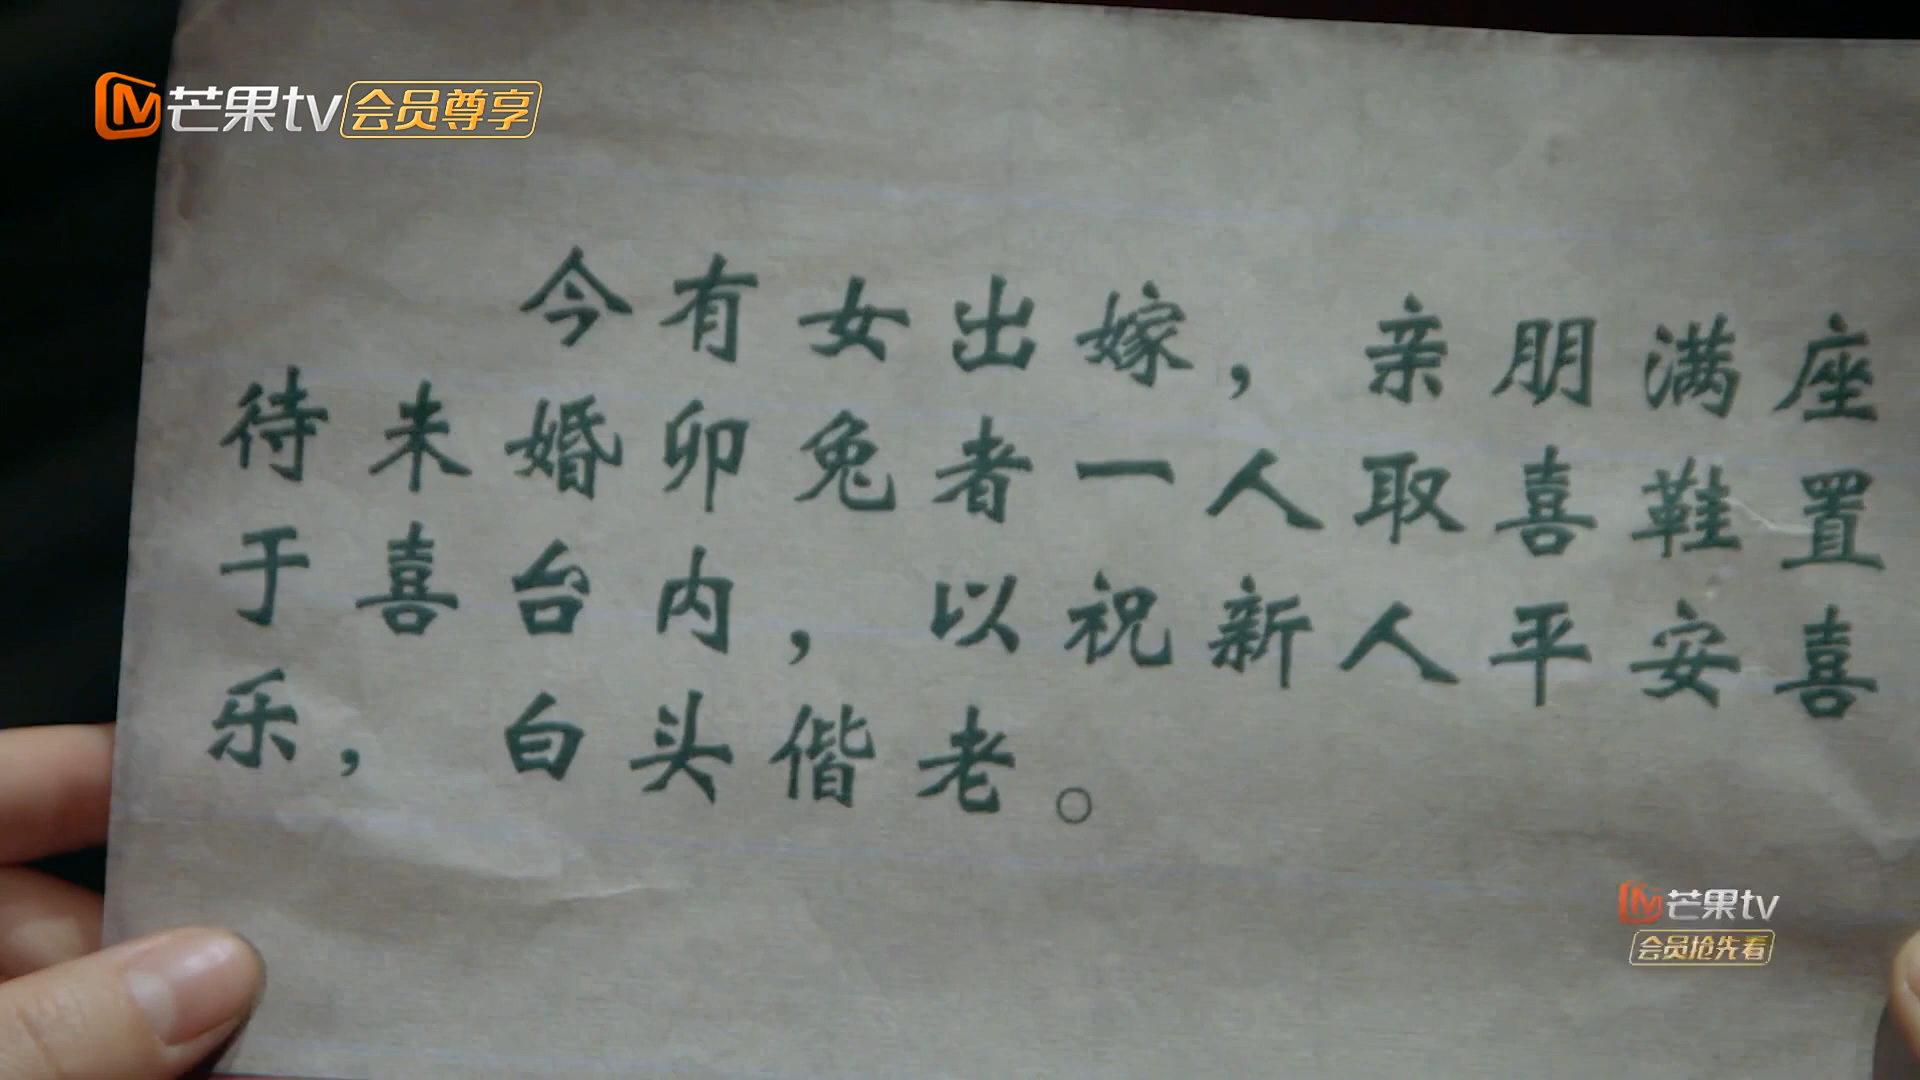 芒果tv会员尊享
今有女出嫁，亲朋满座
待未婚卯兔者一人取喜鞋置
于喜台内，以祝新人平安喜
乐，白头偕老。
芒果tv
会员抢先看